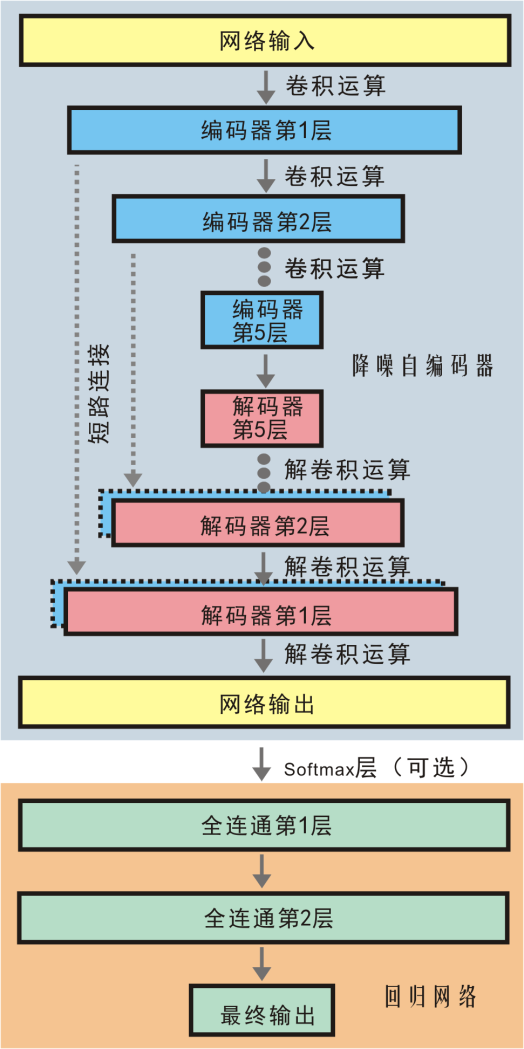 网络输入
卷积运算
编码器第1层
卷积运算
编码器第2层
卷积运算
编码器
第5层
短路连接
降噪自编码器
解码器
第5层
解卷积运算
解码器第2层
解卷积运算
解码器第1层
解卷积运算
网络输出
Softmax层（可选）
全连通第1层
全连通第2层
回归网络
最终输出